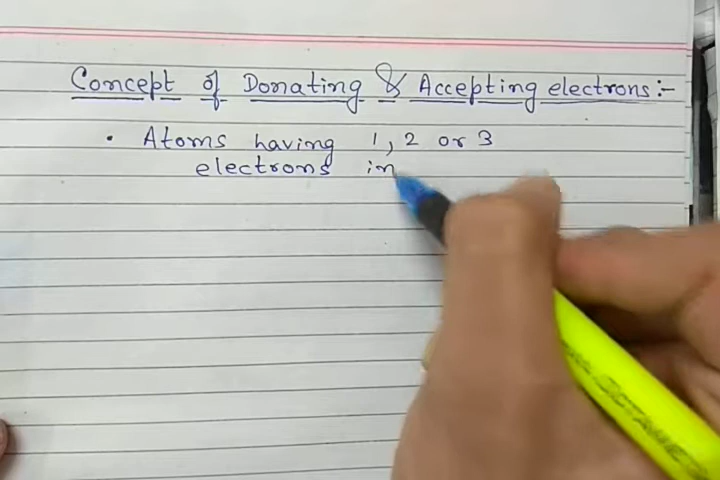 Concept of Donating & Accepting electrons:-
• Atoms having 1, 2 or 3
electrons in